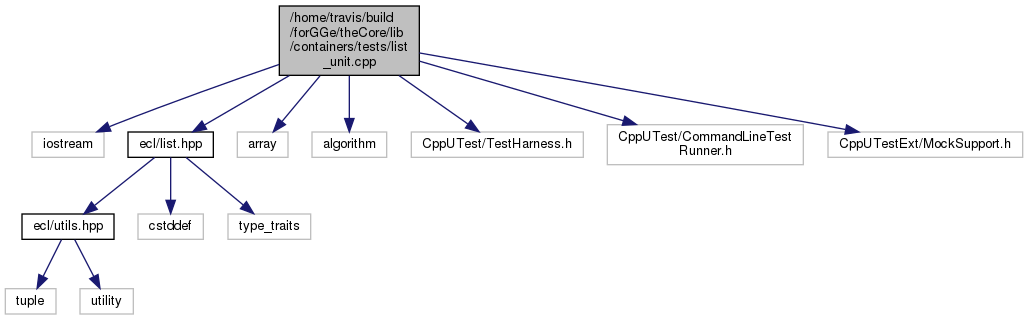 /home/travis/build
/forGGe/theCore/lib
/containers/tests/list
_unit.cpp
iostream
ecl/list.hpp
array
algorithm
CppUTest/TestHarness.h
CppUTest/CommandLineTest
Runner.h
CppUTestExt/MockSupport.h
ecl/utils.hpp
cstddef
type_traits
tuple
utility